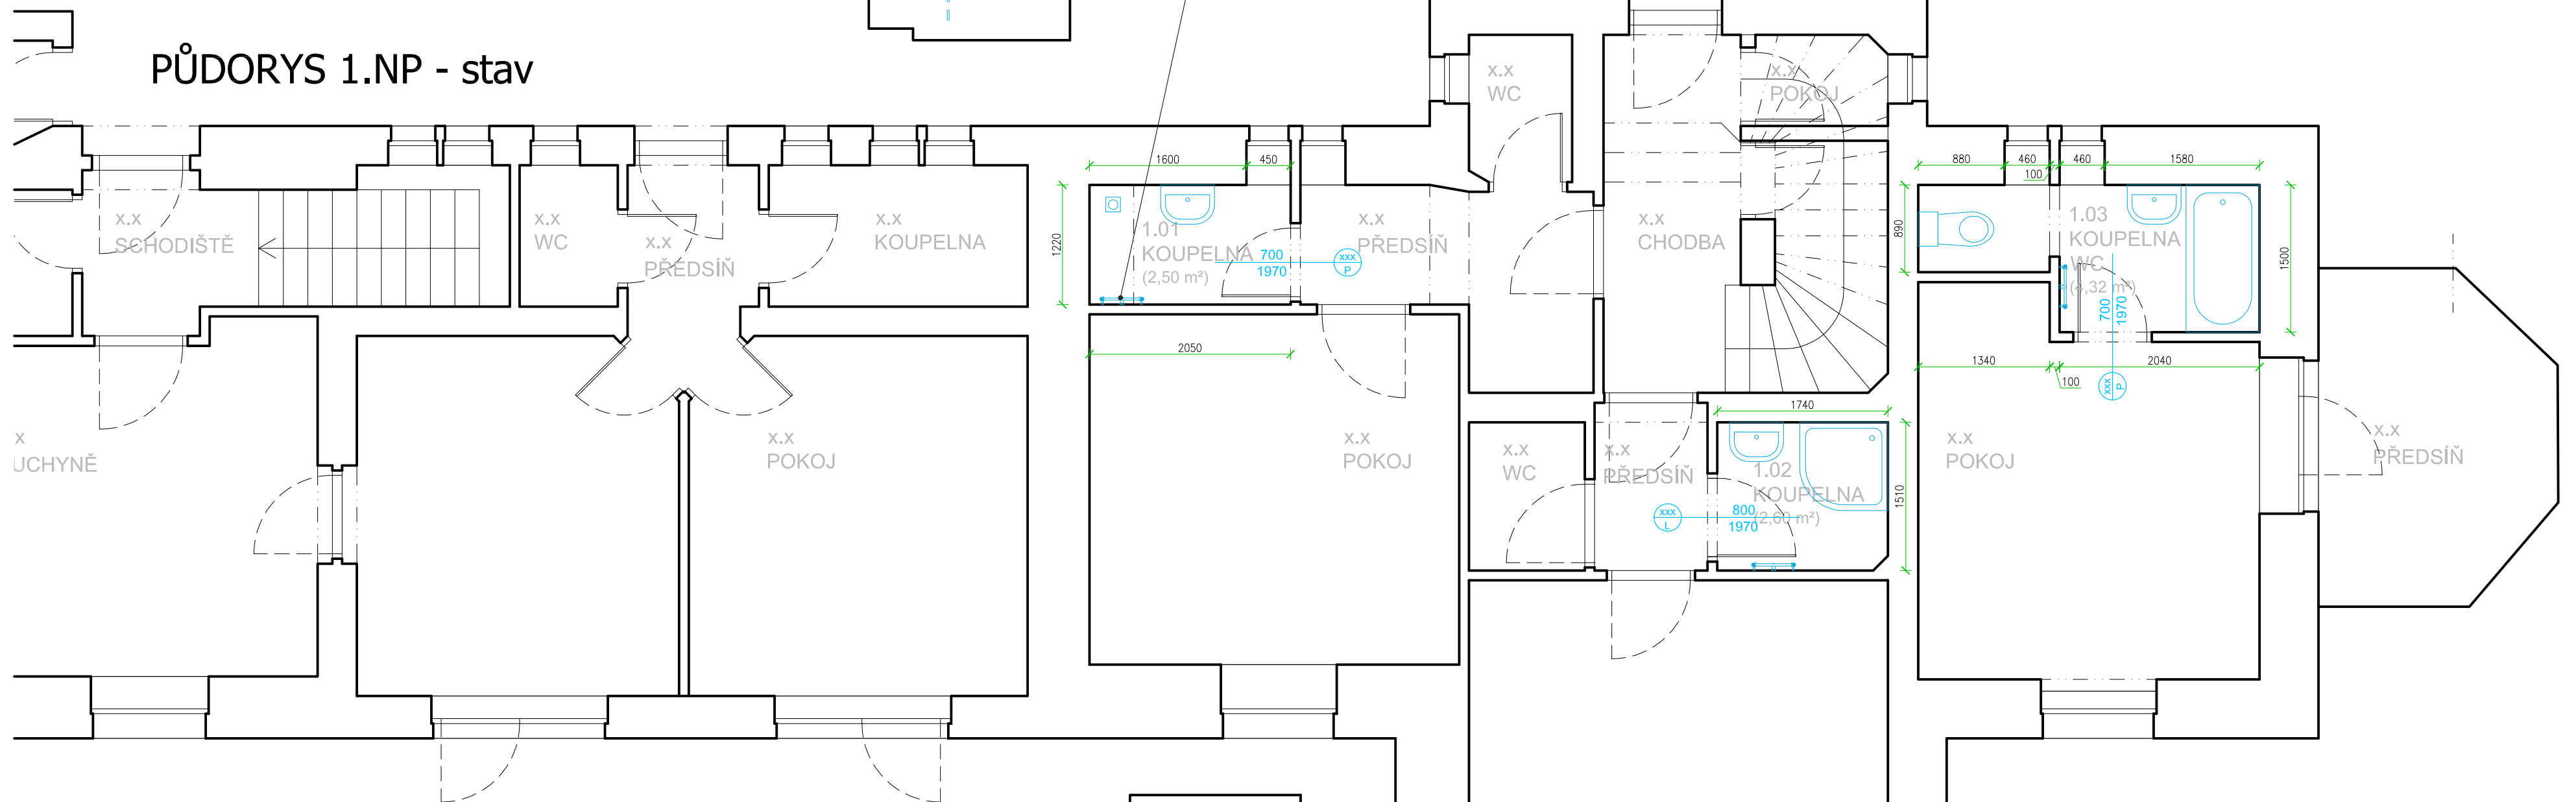 PŮDORYS 1.NP - stav
x.x
WC
x.x
POKOJ
x.x
SCHODIŠTĚ
x.x
WC
x.x
PŘEDSÍŇ
x.x
KOUPELNA
1600
450
1220
1.01
KOUPELNA
(2,50 m²)
700
1970
xxx
P
x.x
PŘEDSÍŇ
x.x
CHODBA
880
460
460
1580
100
890
1.03
KOUPELNA
WC
(4,32 m²)
700
1970
1500
2050
1340
2040
100
xxx
P
1740
x
UCHYNĚ
x.x
POKOJ
x.x
POKOJ
x.x
WC
x.x
PŘEDSÍŇ
1.02
KOUPELNA
(2,60 m²)
800
1970
xxx
L
1510
x.x
POKOJ
x.x
PŘEDSÍŇ